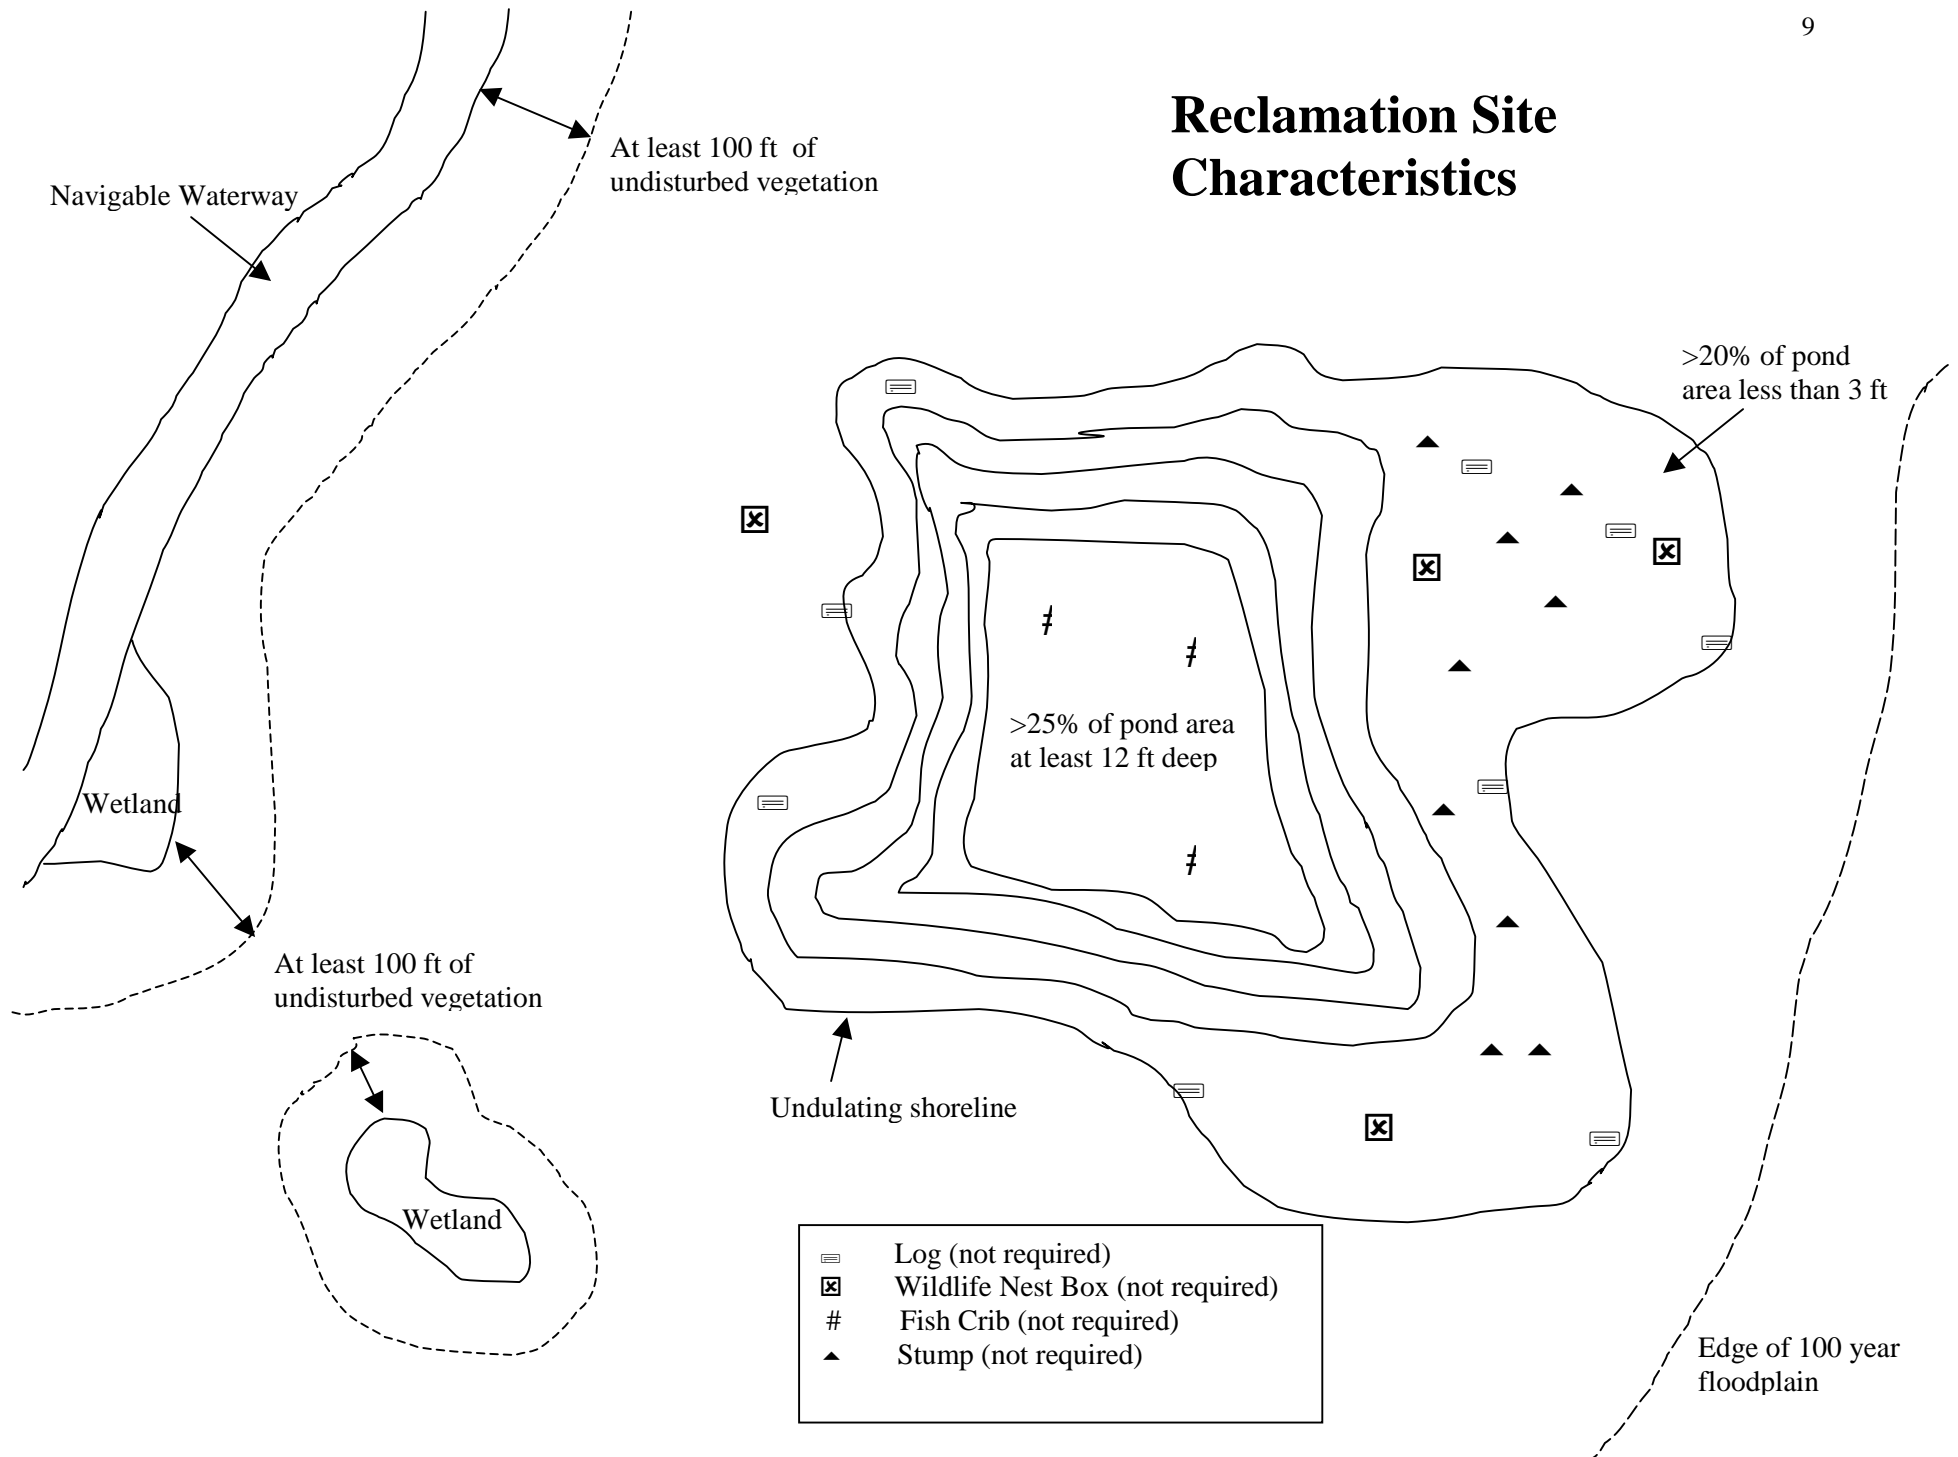 9
Reclamation Site
Characteristics
At least 100 ft of
undisturbed vegetation
Navigable Waterway
>20% of pond
area less than 3 ft
>25% of pond area
at least 12 ft deep
Wetland
At least 100 ft of
undisturbed vegetation
Undulating shoreline
Wetland
Log (not required)
Wildlife Nest Box (not required)
# Fish Crib (not required)
Stump (not required)
Edge of 100 year
floodplain